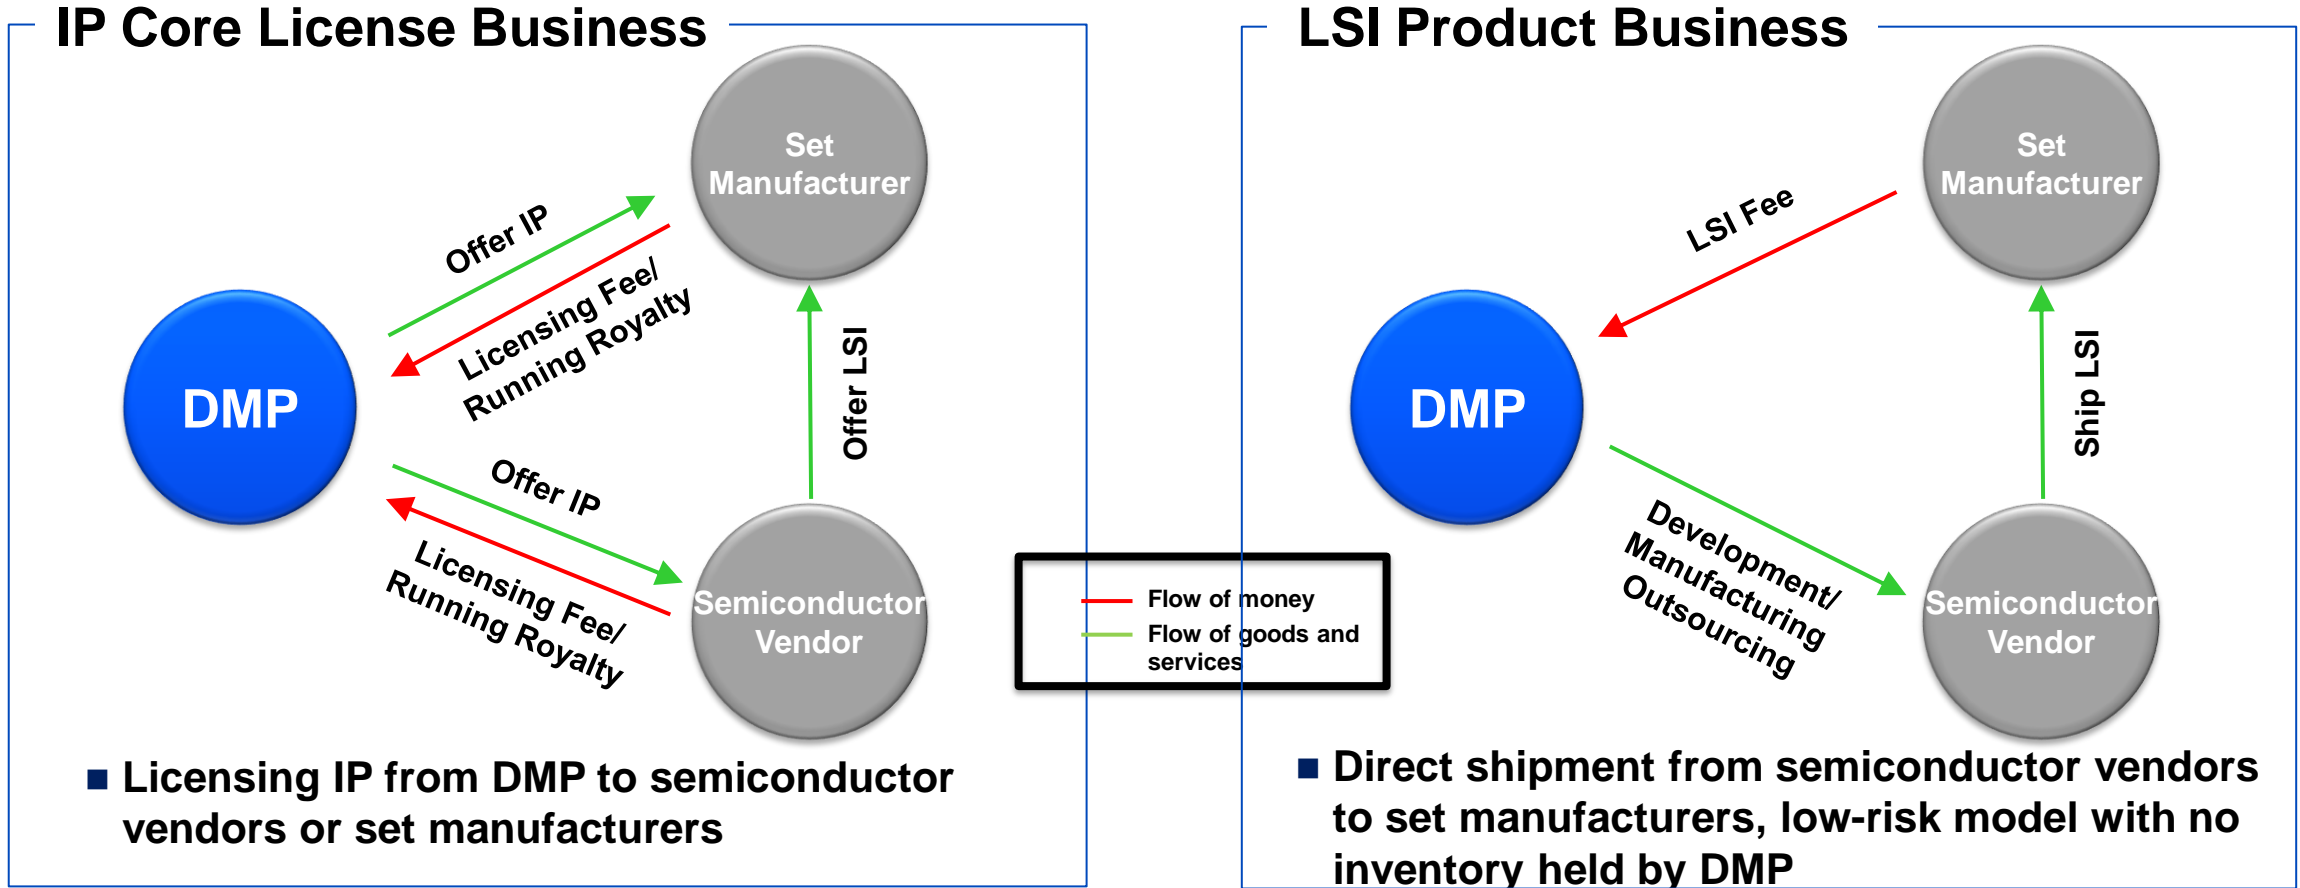 IP Core License Business
Set
Manufacturer
Offer IP
Licensing Fee/
Running Royalty
DMP
Offer LSI
Offer IP
Licensing Fee/
Running Royalty
Semiconductor
Vendor
■ Licensing IP from DMP to semiconductor
vendors or set manufacturers
Flow of money
Flow of goods and
services
LSI Product Business
Set
Manufacturer
LSI Fee
DMP
Ship LSI
Development/
Manufacturing
Outsourcing
Semiconductor
Vendor
■ Direct shipment from semiconductor vendors
to set manufacturers, low-risk model with no
inventory held by DMP